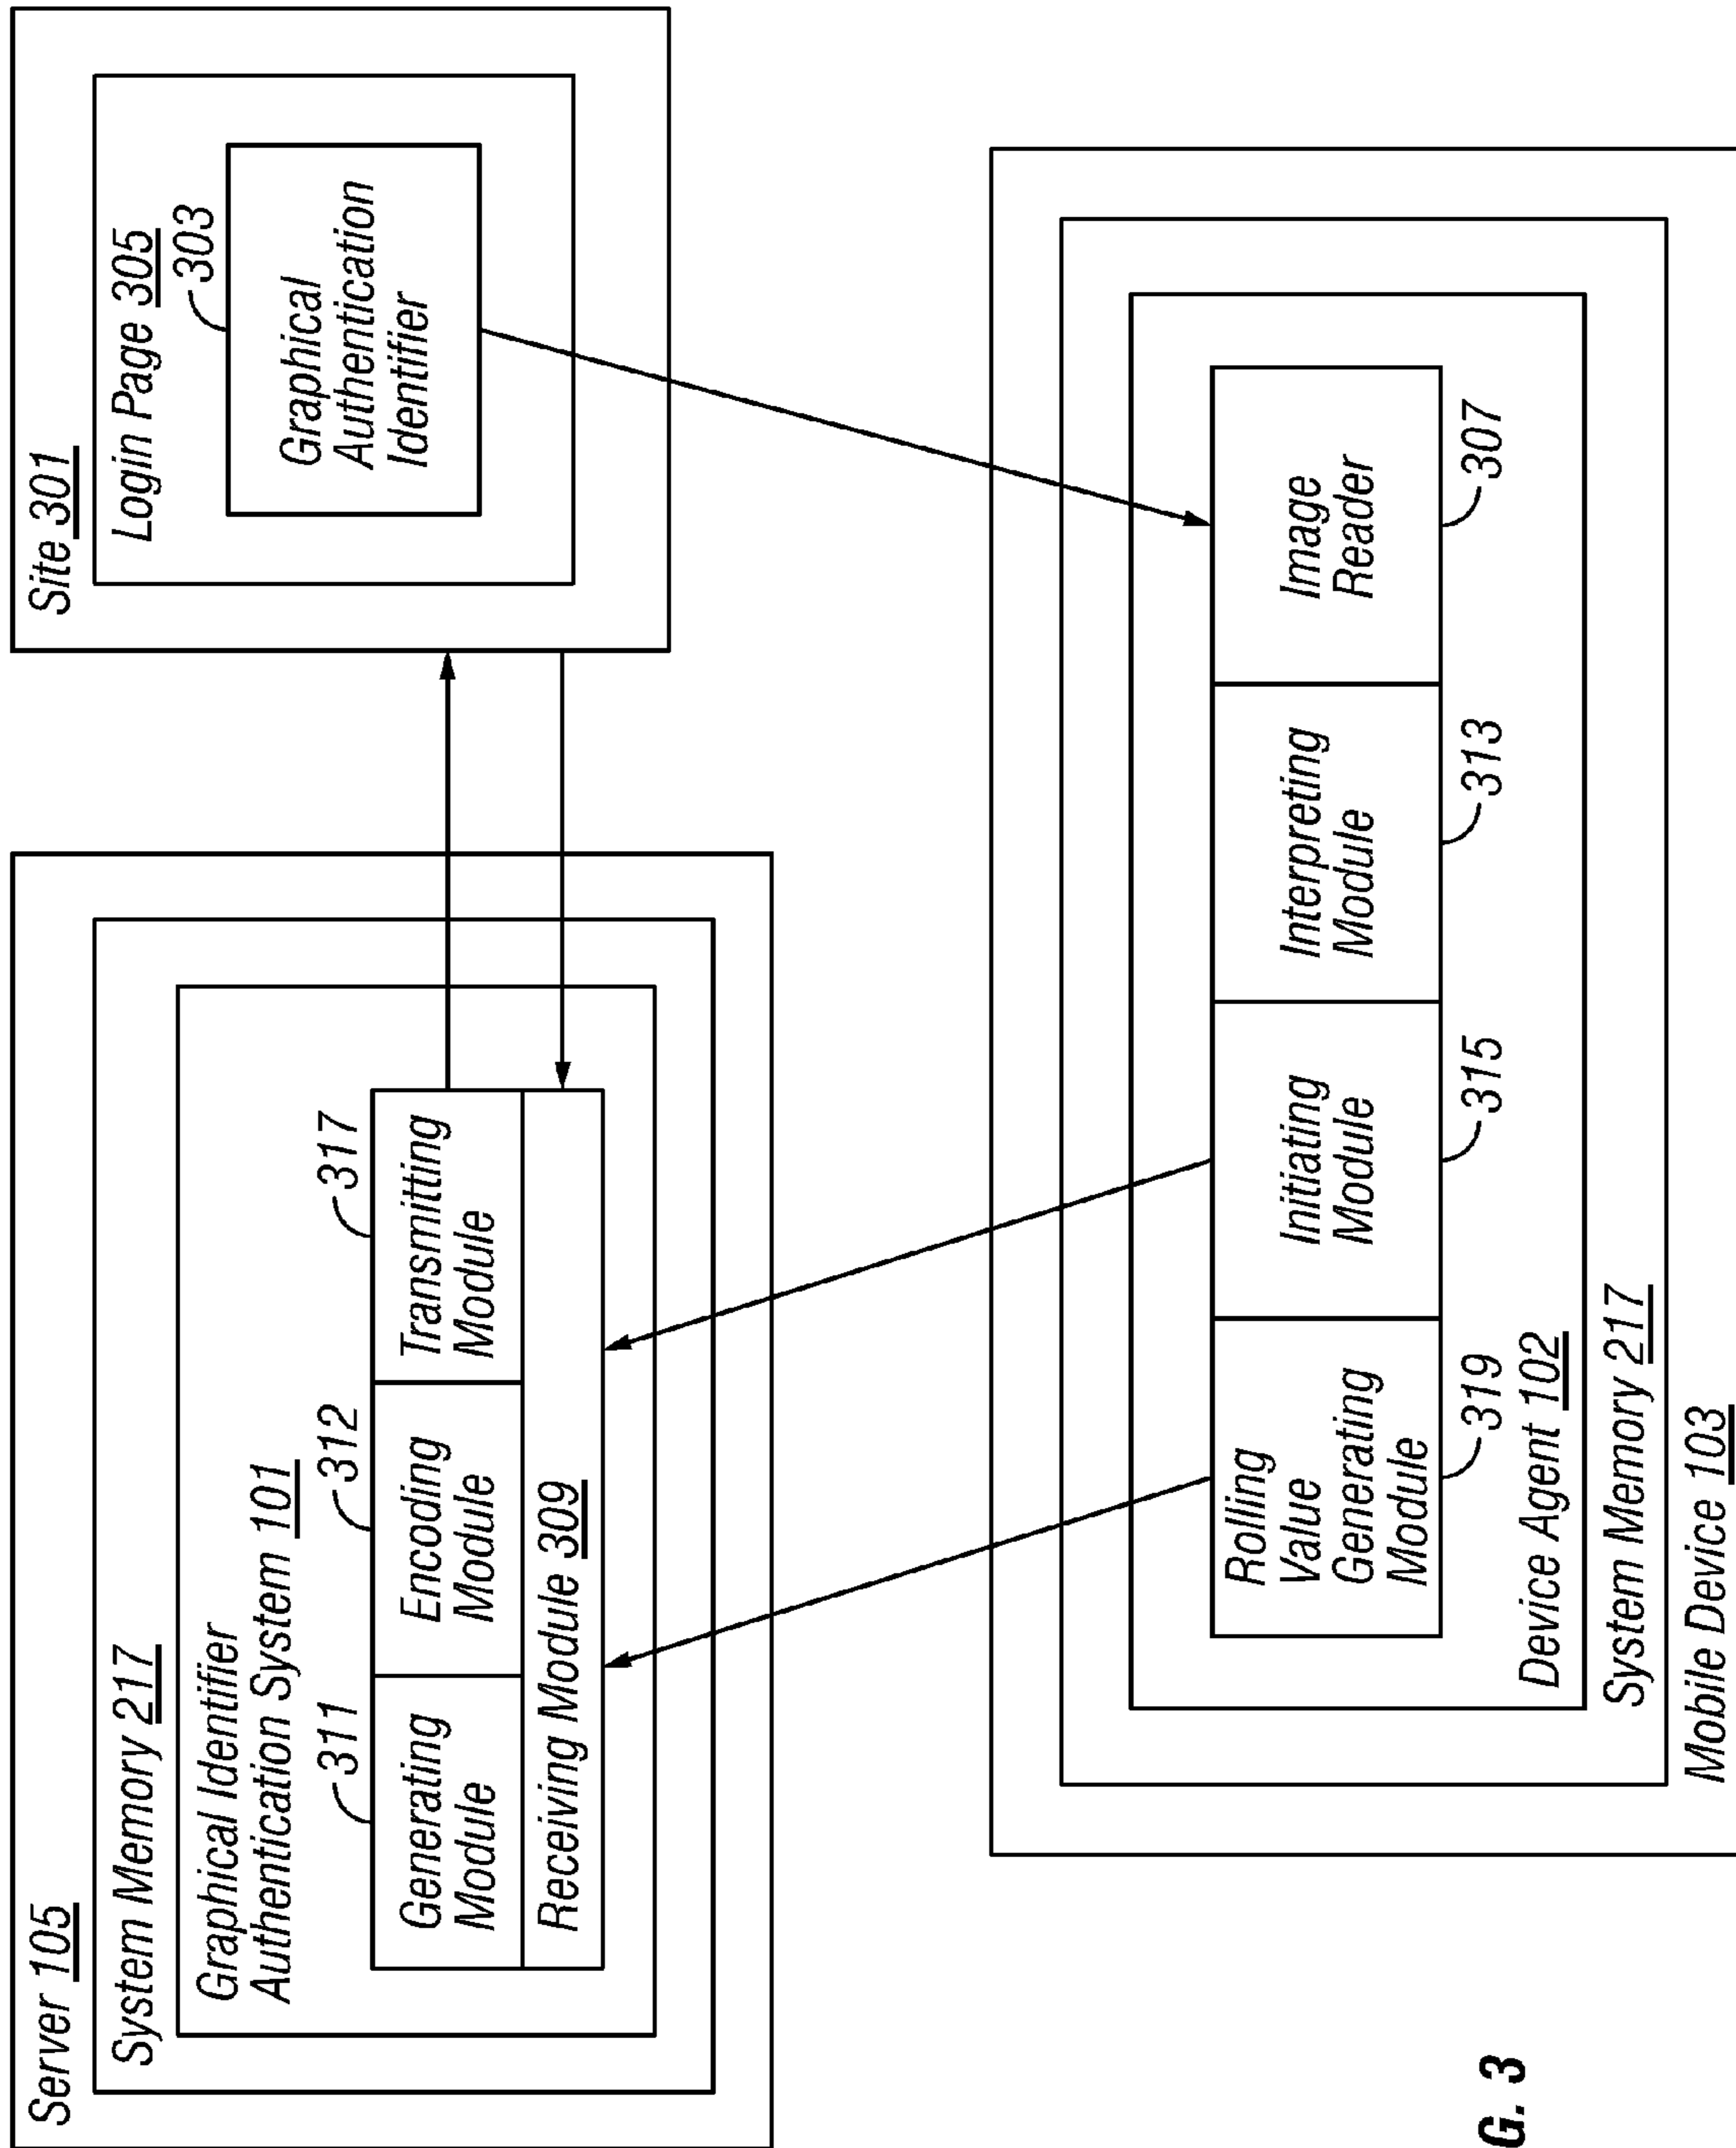 Server 105
System Memory 217
Graphical Identifier
Authentication System 101
311
312
317
Generating
Module
Encoding
Module
Transmitting
Module
Receiving Module 309
Site 301
Login Page 305
303
Graphical
Authentication
Identifier
Rolling
Value
Generating
Module
Initiating
Module
Interpreting
Module
Image
Reader
319
315
313
307
Device Agent 102
System Memory 217
Mobile Device 103
G. 3